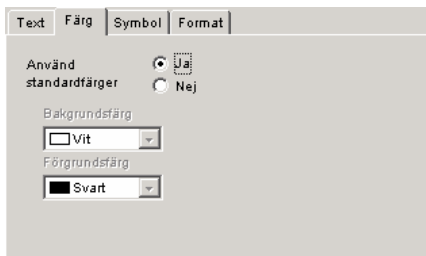 Text Färg Symbol Format
Använd Ja
standardfärger Nej
Bakgrundsfärg
Vit
Förgrundsfärg
Svart